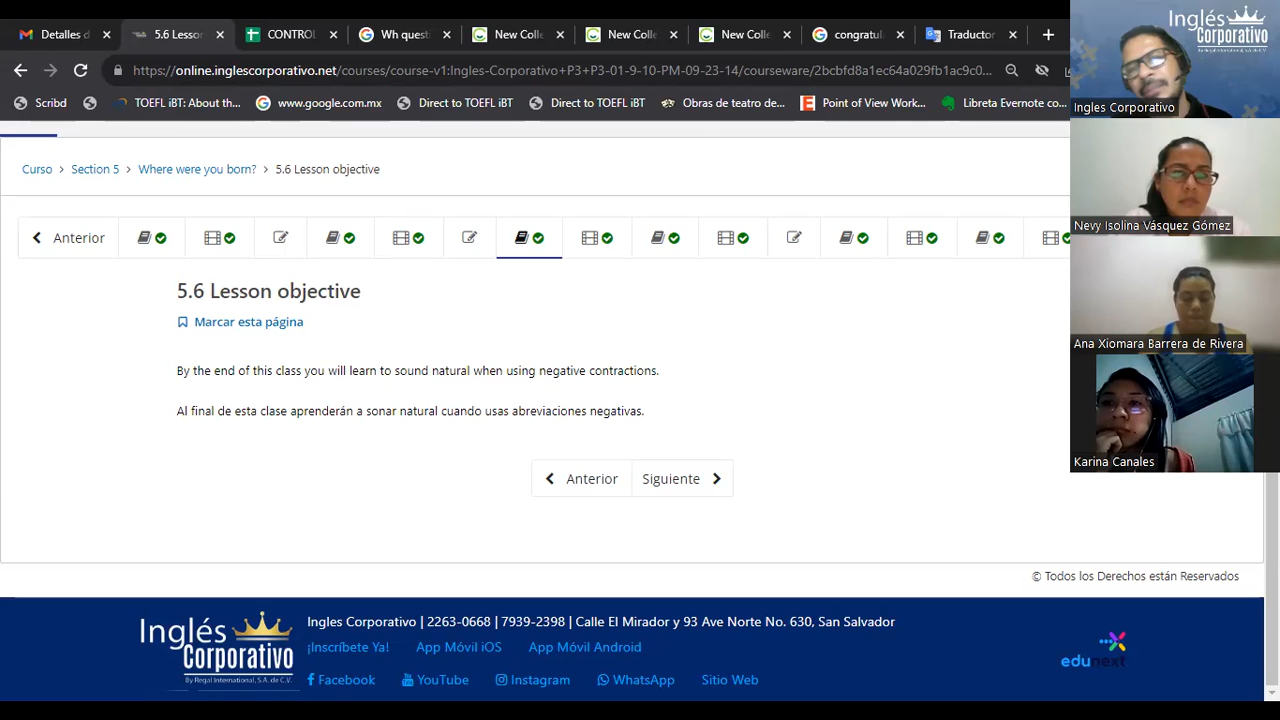 Detalles d
5.6 Lesso
CONTROL
Wh quest
New Colle
New Colle
New Colle
congratul
Traductor
https://online.inglescorporativo.net/courses/course-v1:Ingles-Corporativo+P3+P3-01-9-10-PM-09-23-14/courseware/2bcbfd8a1ec64a029fb1ac9c0...
Scribd
TOEFL iBT: About th...
www.google.com.mx
Direct to TOEFL iBT
Direct to TOEFL iBT
Obras de teatro de...
Point of View Work...
Libreta Evernote co...
Inglés
Corporativo
Ingles Corporativo
Nevy Isolina Vásquez Gómez
Ana Xiomara Barrera de Rivera
Karina Canales
Curso > Section 5 > Where were you born? > 5.6 Lesson objective
Anterior
5.6 Lesson objective
Marcar esta página
By the end of this class you will learn to sound natural when using negative contractions.
Al final de esta clase aprenderán a sonar natural cuando usas abreviaciones negativas.
Anterior
Siguiente
© Todos los Derechos están Reservados
Inglés
Corporativo
By Regal International, S.A. de C.V.
Ingles Corporativo | 2263-0668 | 7939-2398 | Calle El Mirador y 93 Ave Norte No. 630, San Salvador
¡Inscríbete Ya!
App Móvil iOS
App Móvil Android
Facebook
YouTube
Instagram
WhatsApp
Sitio Web
edunext